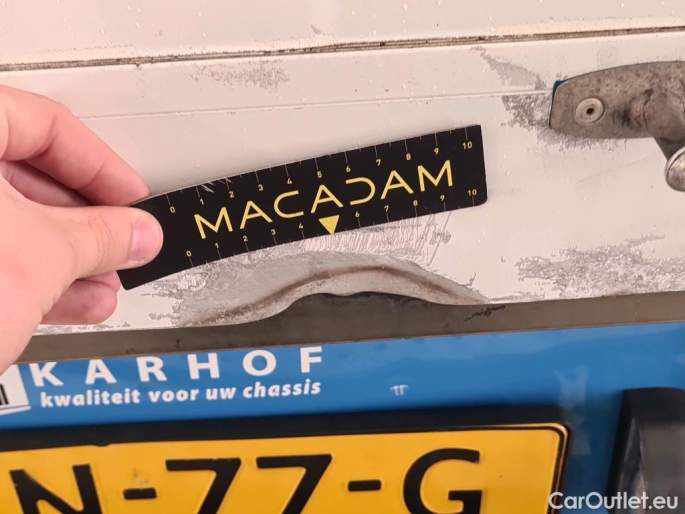 0 1 2 3 4 5 6 7 8 9 10
MACADAM
0 1 2 3 4 5 6 7 8 9 10
KARHOF
kwaliteit voor uw chassis
N-77-G
CarOutlet.eu